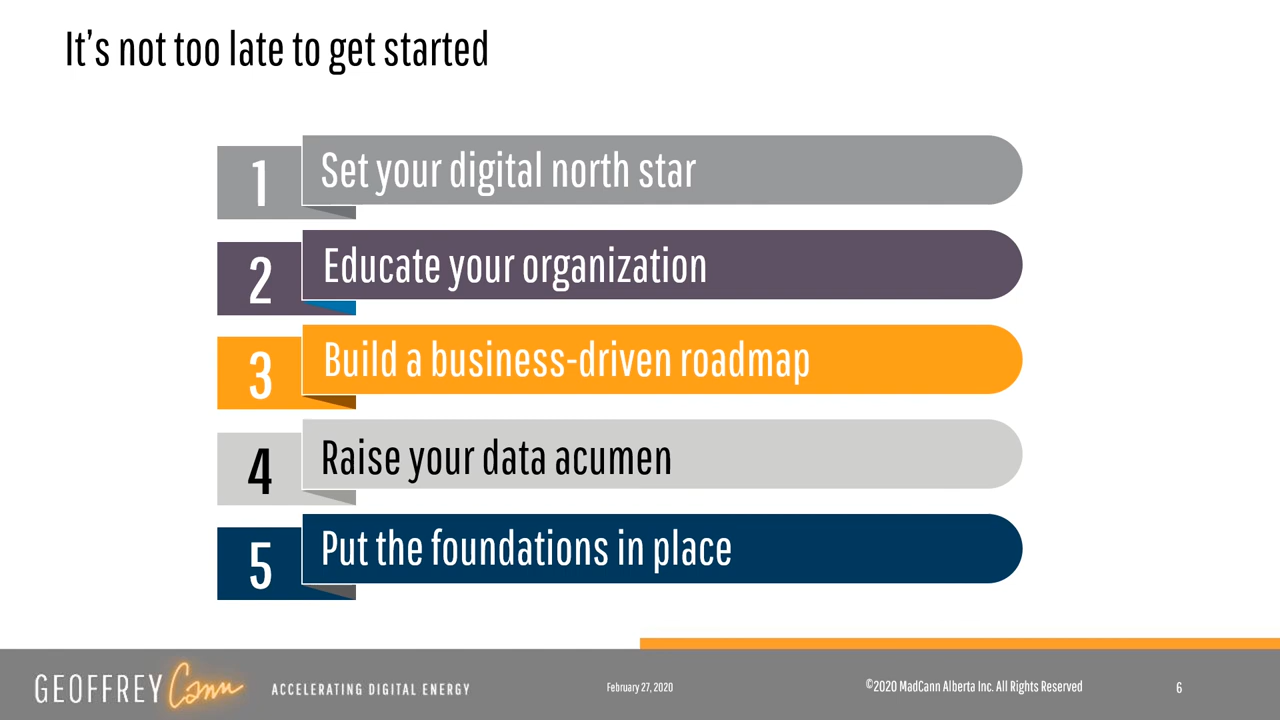 It's not too late to get started
1 Set your digital north star
2 Educate your organization
3 Build a business-driven roadmap
4 Raise your data acumen
5 Put the foundations in place
GEOFFREY Cann ACCELERATING DIGITAL ENERGY February 27, 2020 ©2020 MadCann Alberta Inc. All Rights Reserved 6